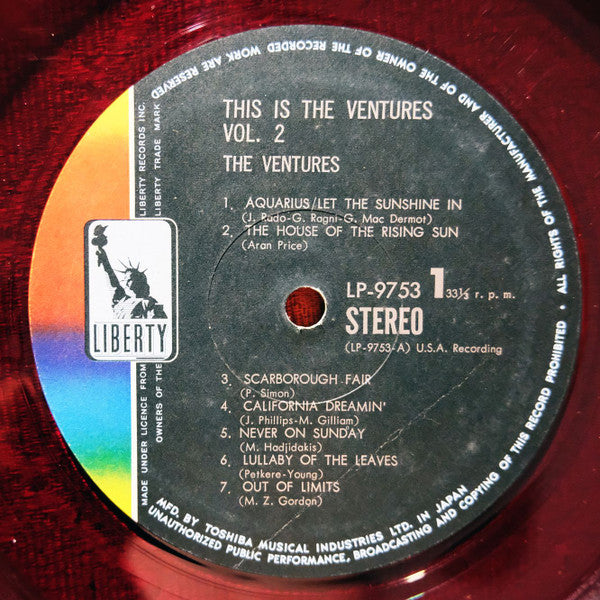 THIS IS THE VENTURES
VOL. 2
THE VENTURES
1. AQUARIUS/LET THE SUNSHINE IN
(J. Rado-G. Ragni-G. Mac Dermot)
2. THE HOUSE OF THE RISING SUN
(Aran Price)
LP-9753 1 33⅓ r. p. m.
STEREO
(LP-9753-A) U.S.A. Recording
LIBERTY
3. SCARBOROUGH FAIR
(P. Simon)
4. CALIFORNIA DREAMIN'
(J. Phillips-M. Gilliam)
5. NEVER ON SUNDAY
(M. Hadjidakis)
6. LULLABY OF THE LEAVES
(Petkere-Young)
7. OUT OF LIMITS
(M. Z. Gordon)
MADE UNDER LICENCE FROM LIBERTY RECORDS INC.
OWNERS OF THE LIBERTY TRADE MARK
MFD. BY TOSHIBA MUSICAL INDUSTRIES LTD. IN JAPAN
ALL RIGHTS OF THE MANUFACTURER AND OF THE OWNER OF THE RECORDED WORK ARE RESERVED
UNAUTHORIZED PUBLIC PERFORMANCE, BROADCASTING AND COPYING OF THIS RECORD PROHIBITED •